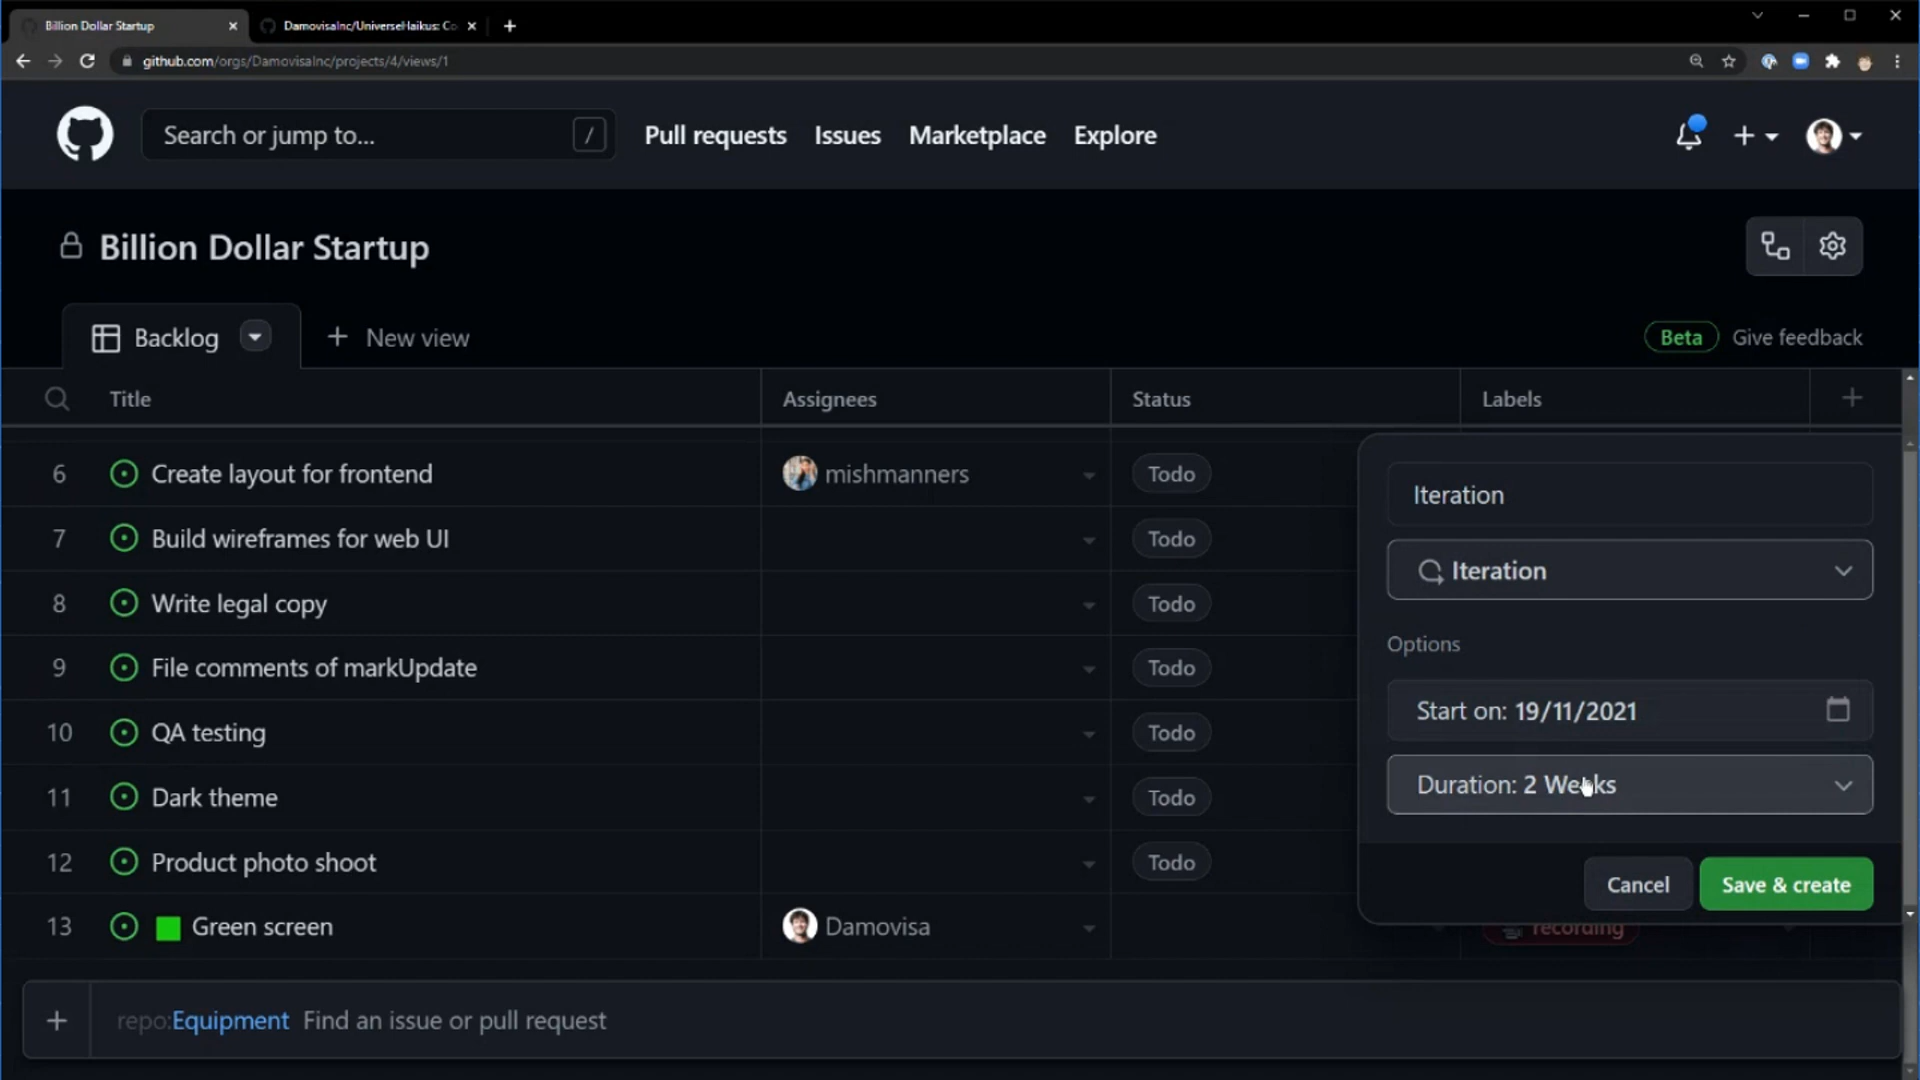 Billion Dollar Startup
DamovisaInc/UniverseHaikus: Co
github.com/orgs/DamovisaInc/projects/4/views/1
Search or jump to... /
Pull requests Issues Marketplace Explore
Billion Dollar Startup
Backlog
New view
Beta Give feedback
Title Assignees Status Labels
6 Create layout for frontend mishmanners Todo
7 Build wireframes for web UI Todo
8 Write legal copy Todo
9 File comments of markUpdate Todo
10 QA testing Todo
11 Dark theme Todo
12 Product photo shoot Todo
13 Green screen Damovisa recording
Iteration
Iteration
Options
Start on: 19/11/2021
Duration: 2 Weeks
Cancel Save & create
repo:Equipment Find an issue or pull request